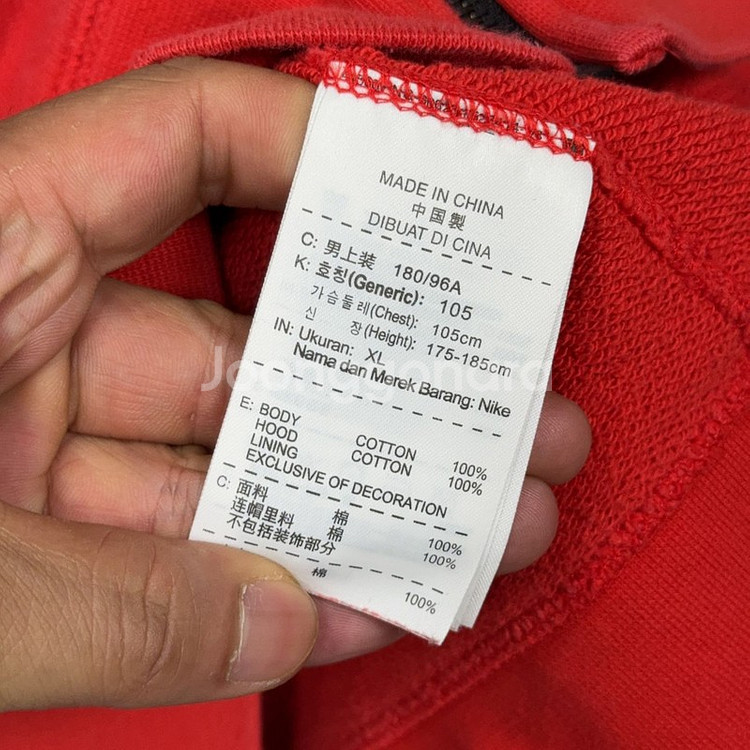 MADE IN CHINA
中国製
DIBUAT DI CINA
C: 男上装 180/96A
K: 호칭(Generic): 105
가슴둘레(Chest): 105cm
신 장(Height): 175-185cm
IN: Ukuran: XL
Nama dan Merek Barang: Nike
Joonggonara
E: BODY COTTON 100%
HOOD LINING COTTON 100%
EXCLUSIVE OF DECORATION
C: 面料 棉 100%
连帽里料 棉 100%
不包括装饰部分
棉 100%